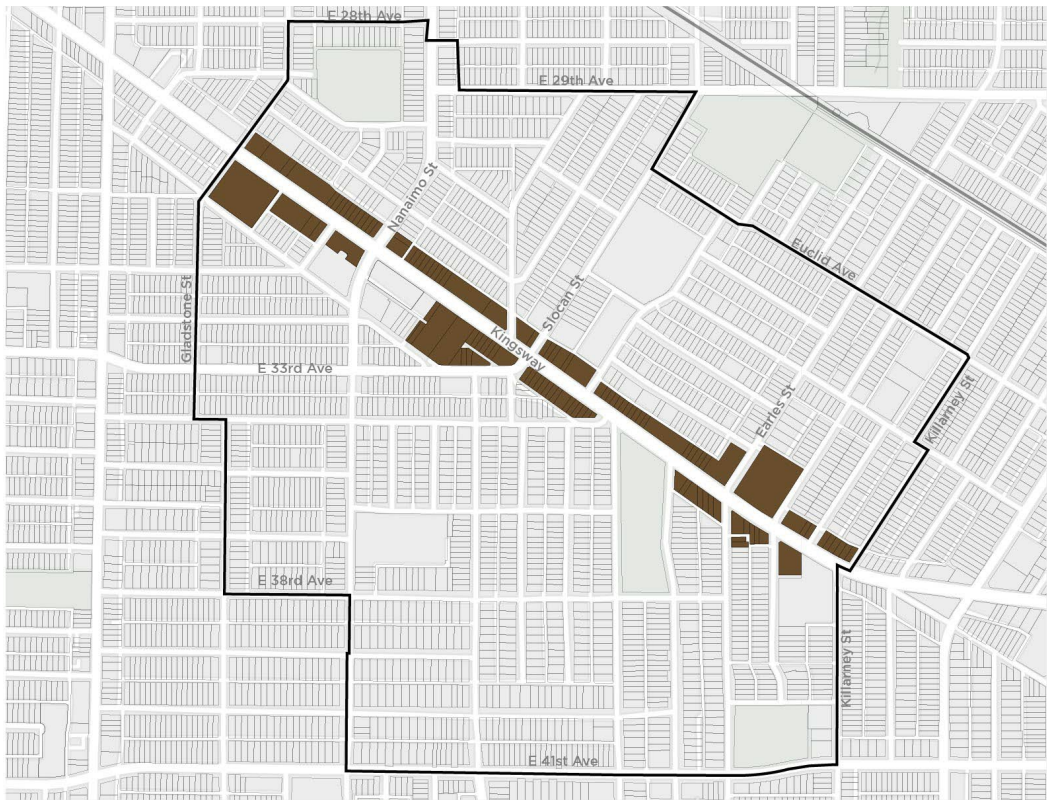 E 28th Ave
E 29th Ave
Nanaimo St
Euclid Ave
Slocan St
Gladstone St
Kingsway
E 33rd Ave
Earles St
Killarney St
E 38rd Ave
Killarney St
E 41st Ave